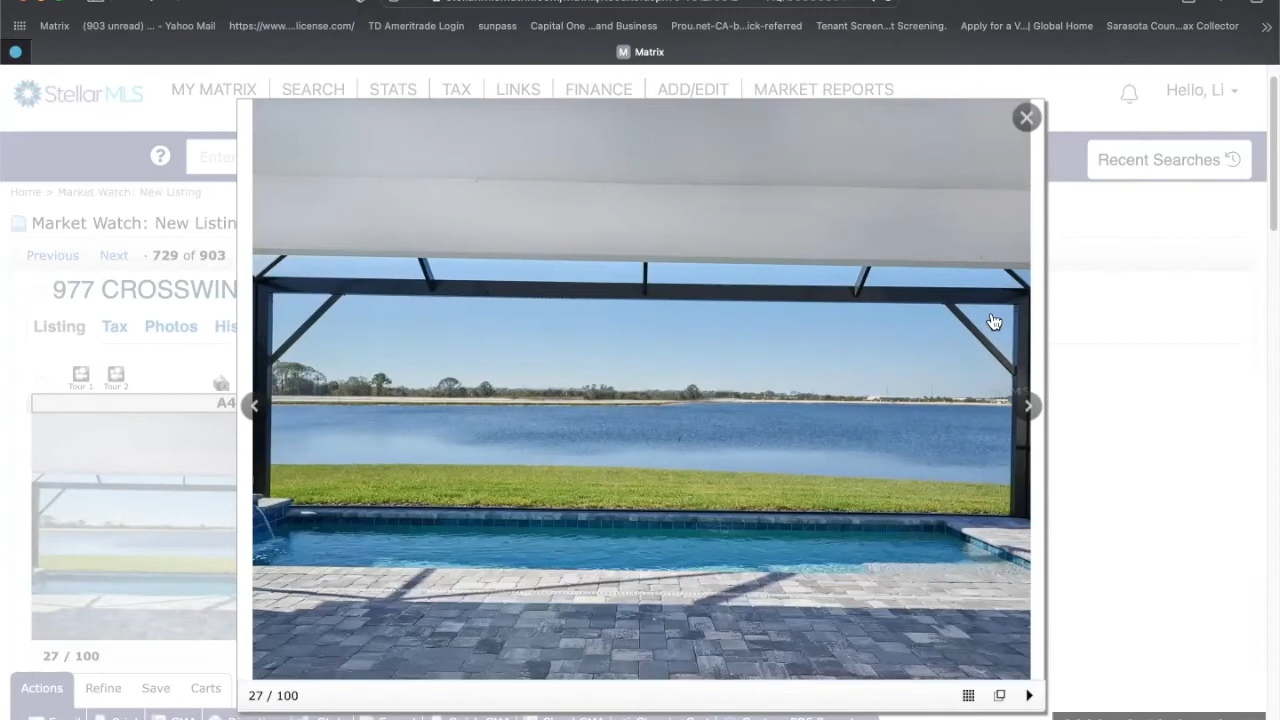 Matrix (903 unread) ... – Yahoo Mail https://www....license.com/ TD Ameritrade Login sunpass Capital One ...and Business Prou.net-CA-b...ick-referred Tenant Screen...t Screening. Apply for a V...| Global Home Sarasota Coun...ax Collector
M Matrix
StellarMLS MY MATRIX SEARCH STATS TAX LINKS FINANCE ADD/EDIT MARKET REPORTS Hello, Li
? Enter Recent Searches
Home > Market Watch: New Listing
Market Watch: New Listin
Previous Next · 729 of 903
977 CROSSWIN
Listing Tax Photos His
Tour 1 Tour 2
A4
27 / 100
Actions Refine Save Carts
27 / 100